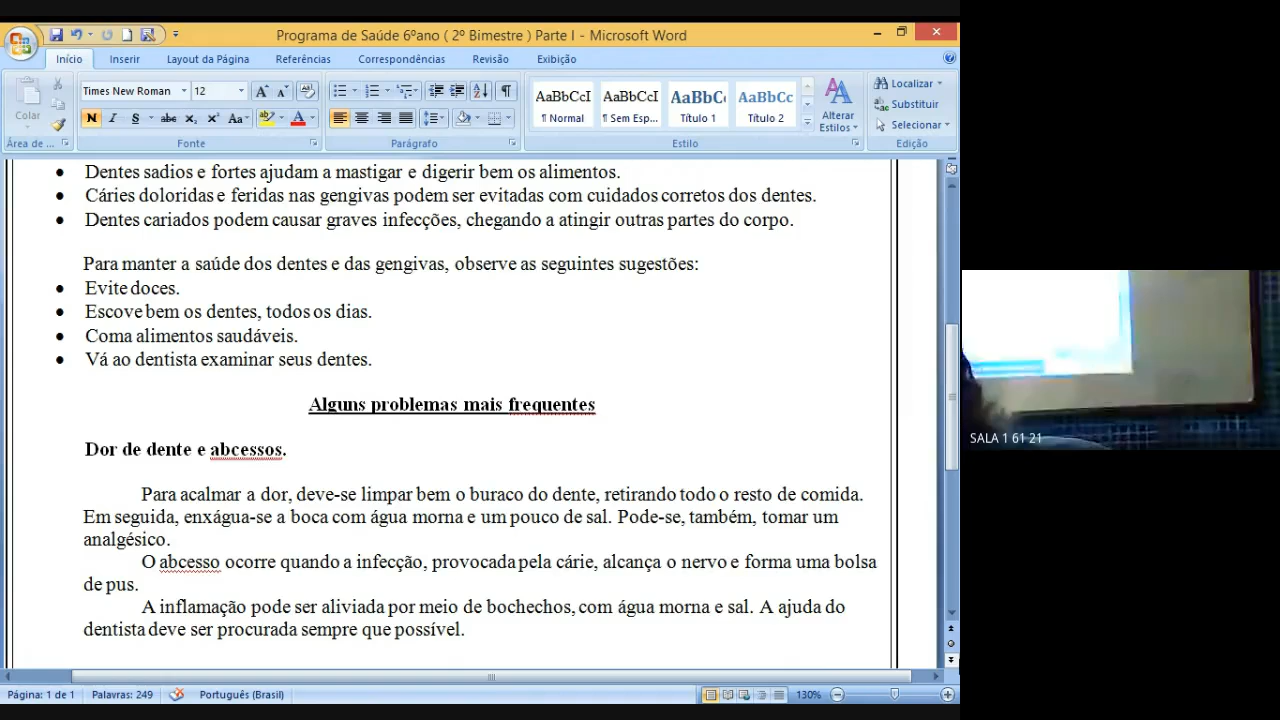 Programa de Saúde 6ºano ( 2º Bimestre ) Parte I - Microsoft Word
Início Inserir Layout da Página Referências Correspondências Revisão Exibição
Colar
Times New Roman 12
N I S abc x₂ x² Aa
AaBbCcI AaBbCcI AaBbCc AaBbCc
¶ Normal ¶ Sem Esp... Título 1 Título 2
Alterar Estilos
Localizar
Substituir
Selecionar
Área de ... Fonte Parágrafo Estilo Edição
• Dentes sadios e fortes ajudam a mastigar e digerir bem os alimentos.
• Cáries doloridas e feridas nas gengivas podem ser evitadas com cuidados corretos dos dentes.
• Dentes cariados podem causar graves infecções, chegando a atingir outras partes do corpo.
Para manter a saúde dos dentes e das gengivas, observe as seguintes sugestões:
• Evite doces.
• Escove bem os dentes, todos os dias.
• Coma alimentos saudáveis.
• Vá ao dentista examinar seus dentes.
Alguns problemas mais frequentes
Dor de dente e abcessos.
Para acalmar a dor, deve-se limpar bem o buraco do dente, retirando todo o resto de comida.
Em seguida, enxágua-se a boca com água morna e um pouco de sal. Pode-se, também, tomar um
analgésico.
O abcesso ocorre quando a infecção, provocada pela cárie, alcança o nervo e forma uma bolsa
de pus.
A inflamação pode ser aliviada por meio de bochechos, com água morna e sal. A ajuda do
dentista deve ser procurada sempre que possível.
Página: 1 de 1 Palavras: 249 Português (Brasil) 130%
SALA 1 61 21